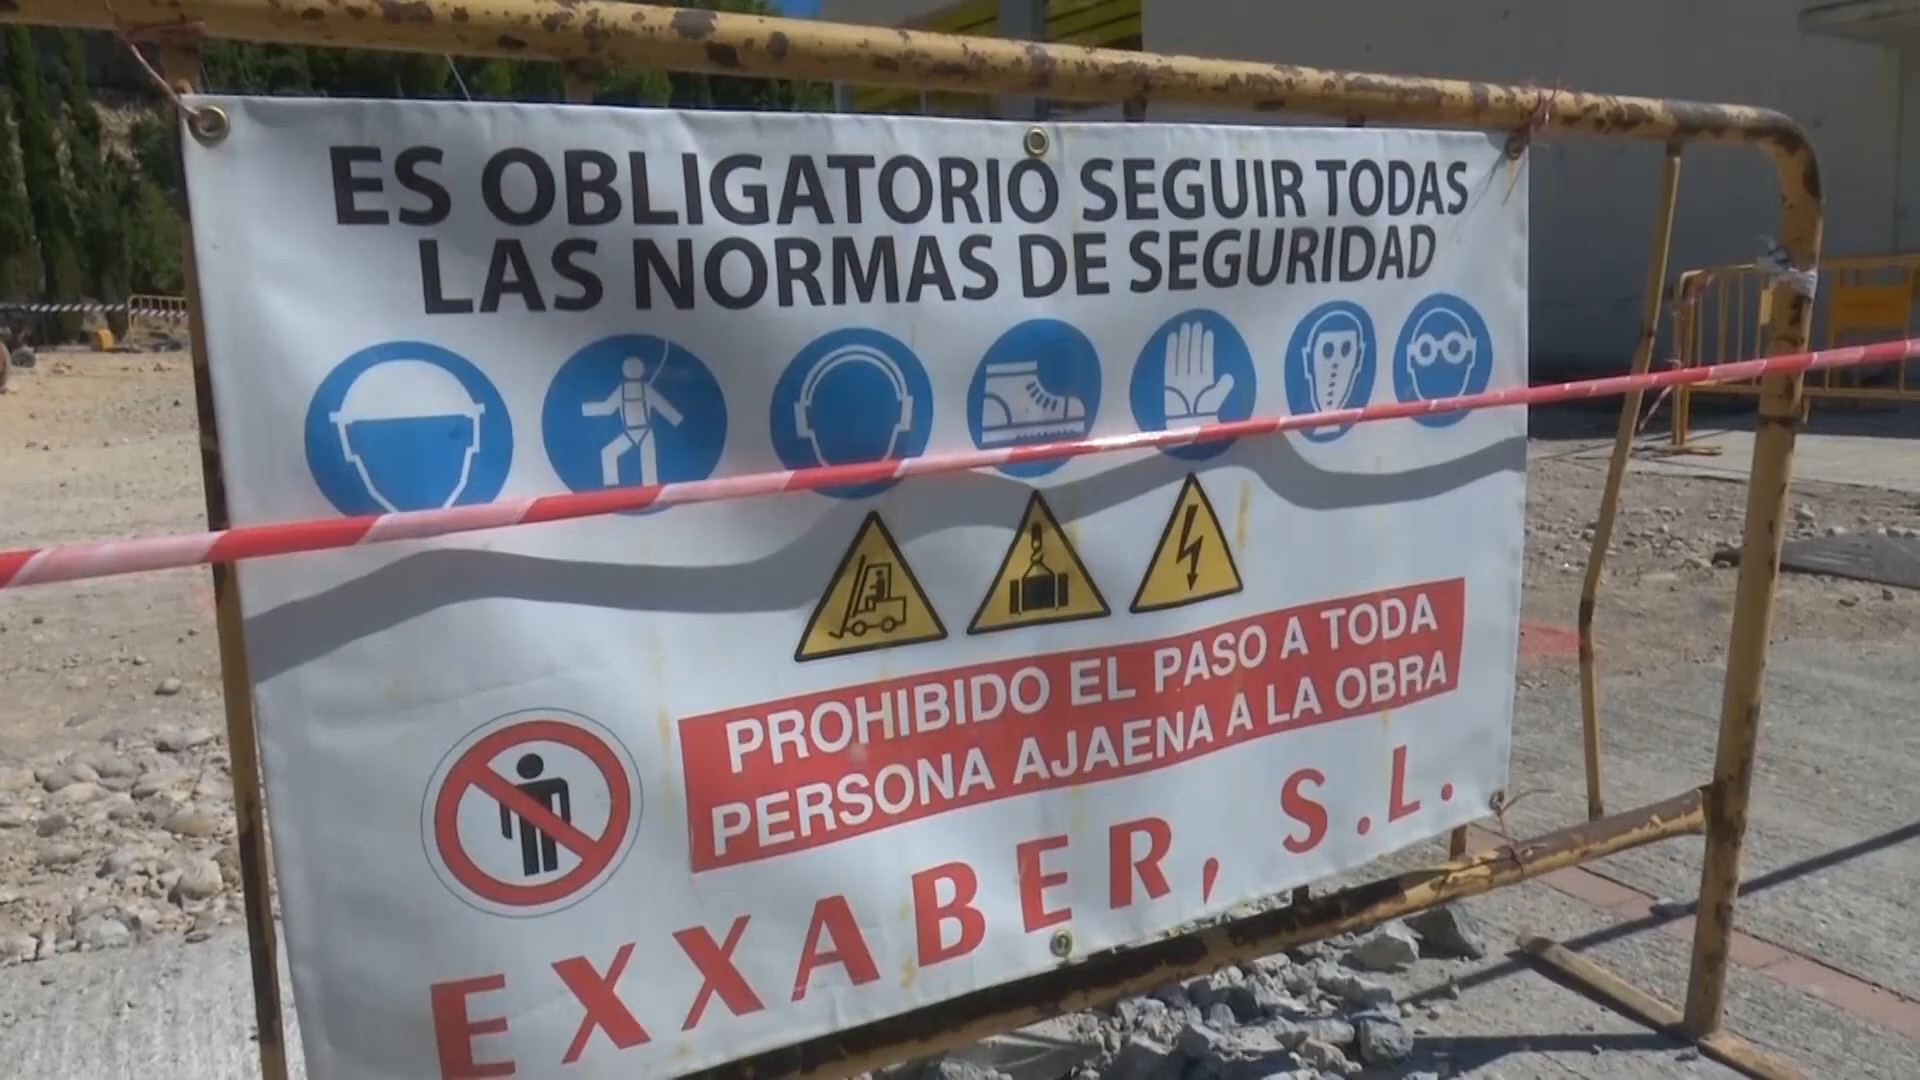 ES OBLIGATORIO SEGUIR TODAS
LAS NORMAS DE SEGURIDAD
PROHIBIDO EL PASO A TODA
PERSONA AJAENA A LA OBRA
EXXABER, S.L.